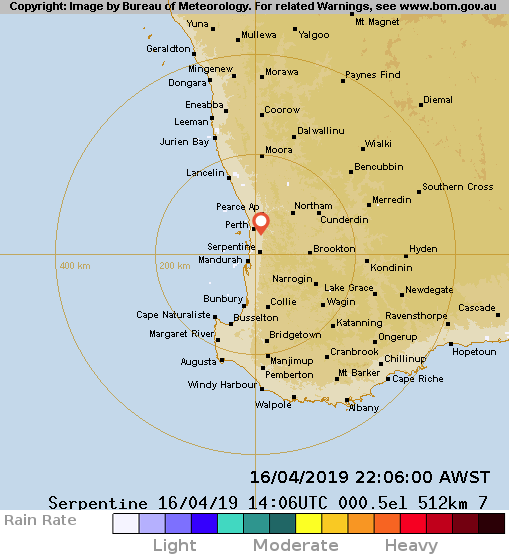 Copyright: Image by Bureau of Meteorology. For related Warnings, see www.bom.gov.au
Yuna
Mt Magnet
Mullewa
Yalgoo
Geraldton
Mingenew
Morawa
Paynes Find
Dongara
Eneabba
Coorow
Diemal
Leeman
Dalwallinu
Jurien Bay
Moora
Wialki
Lancelin
Bencubbin
Southern Cross
Pearce Ap
Northam
Merredin
Perth
Cunderdin
Serpentine
Brookton
Hyden
Mandurah
400 km
200 km
Kondinin
Narrogin
Lake Grace
Newdegate
Bunbury
Collie
Wagin
Cape Naturaliste
Busselton
Katanning
Ravensthorpe
Cascade
Margaret River
Bridgetown
Ongerup
Augusta
Manjimup
Cranbrook
Chillinup
Hopetoun
Pemberton
Mt Barker
Cape Riche
Windy Harbour
Walpole
Albany
16/04/2019 22:06:00 AWST
Serpentine 16/04/19 14:06UTC 000.5el 512km 7
Rain Rate
Light
Moderate
Heavy